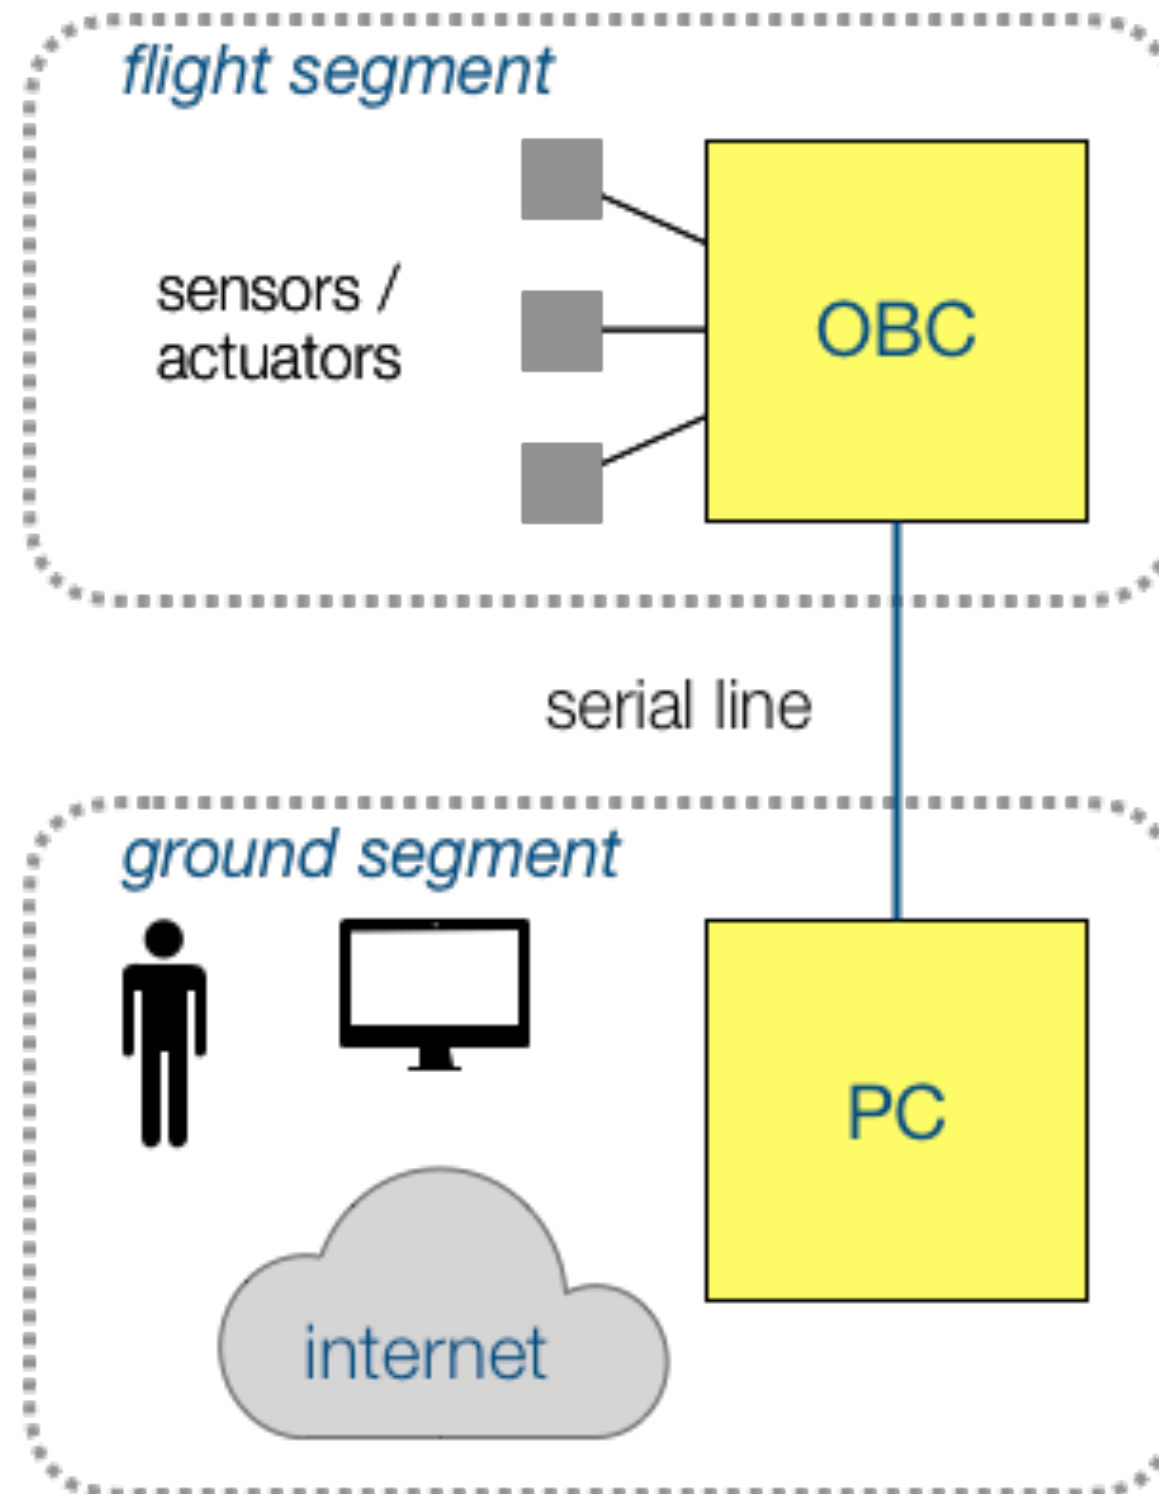 flight segment
sensors /
actuators
OBC
serial line
ground segment
PC
internet